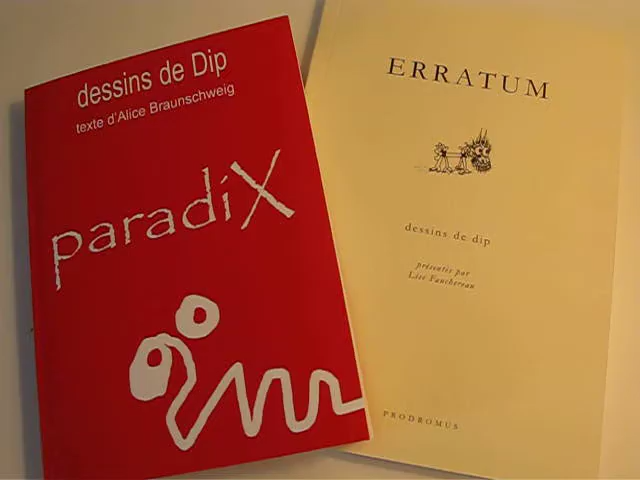 dessins de Dip
texte d'Alice Braunschweig
paradiX
ERRATUM
dessins de dip
présentés par
Lise Fauchereau
PRODROMUS